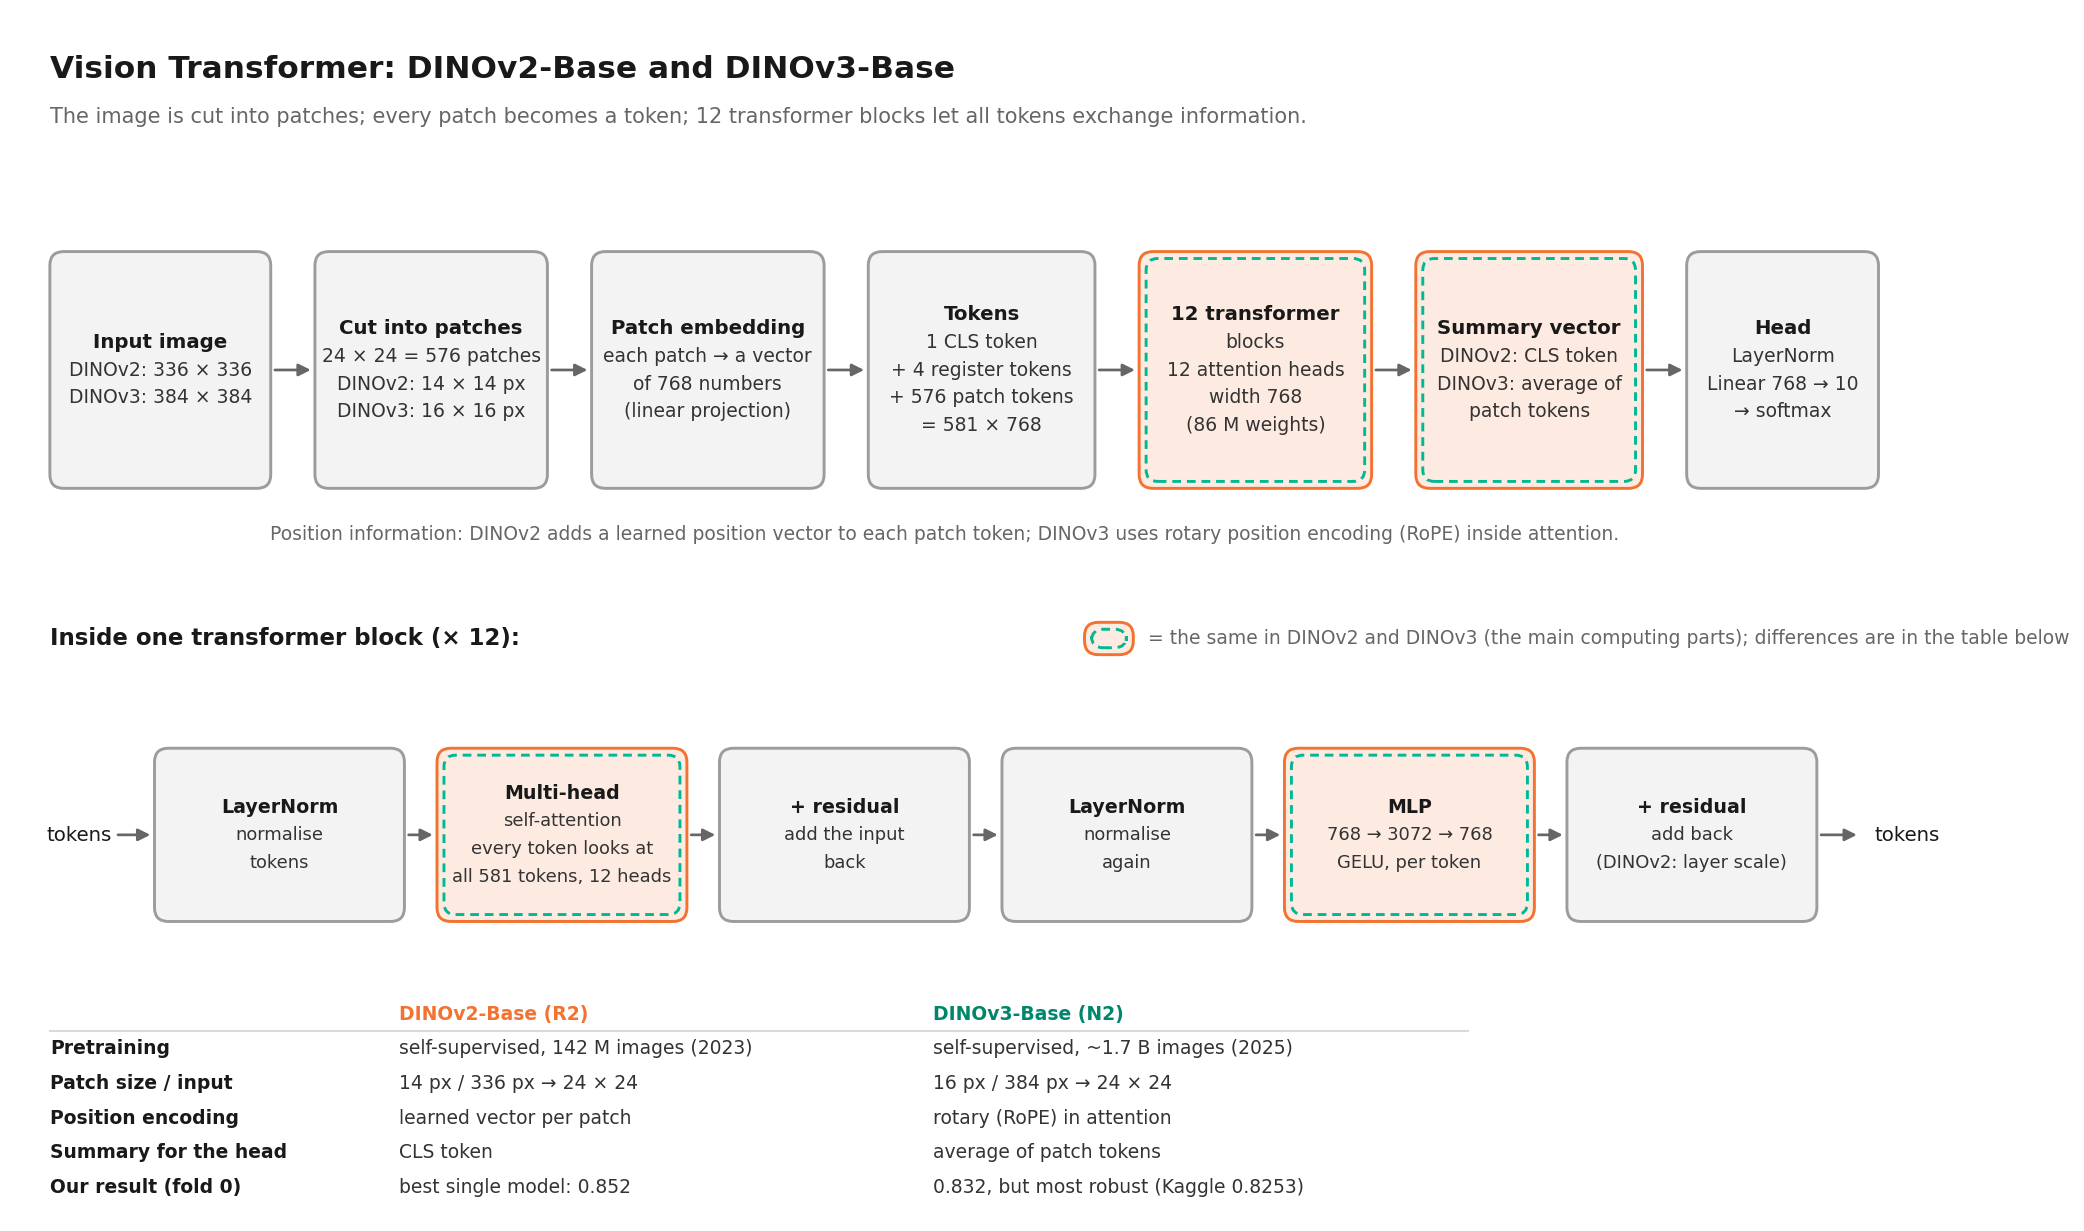 Vision Transformer: DINOv2-Base and DINOv3-Base
The image is cut into patches; every patch becomes a token; 12 transformer blocks let all tokens exchange information.
Input image
DINOv2: 336 × 336
DINOv3: 384 × 384
Cut into patches
24 × 24 = 576 patches
DINOv2: 14 × 14 px
DINOv3: 16 × 16 px
Patch embedding
each patch → a vector
of 768 numbers
(linear projection)
Tokens
1 CLS token
+ 4 register tokens
+ 576 patch tokens
= 581 × 768
12 transformer
blocks
12 attention heads
width 768
(86 M weights)
Summary vector
DINOv2: CLS token
DINOv3: average of
patch tokens
Head
LayerNorm
Linear 768 → 10
→ softmax
Position information: DINOv2 adds a learned position vector to each patch token; DINOv3 uses rotary position encoding (RoPE) inside attention.
Inside one transformer block (× 12):
= the same in DINOv2 and DINOv3 (the main computing parts); differences are in the table below
tokens
LayerNorm
normalise
tokens
Multi-head
self-attention
every token looks at
all 581 tokens, 12 heads
+ residual
add the input
back
LayerNorm
normalise
again
MLP
768 → 3072 → 768
GELU, per token
+ residual
add back
(DINOv2: layer scale)
tokens
DINOv2-Base (R2) DINOv3-Base (N2)
Pretraining self-supervised, 142 M images (2023) self-supervised, ~1.7 B images (2025)
Patch size / input 14 px / 336 px → 24 × 24 16 px / 384 px → 24 × 24
Position encoding learned vector per patch rotary (RoPE) in attention
Summary for the head CLS token average of patch tokens
Our result (fold 0) best single model: 0.852 0.832, but most robust (Kaggle 0.8253)